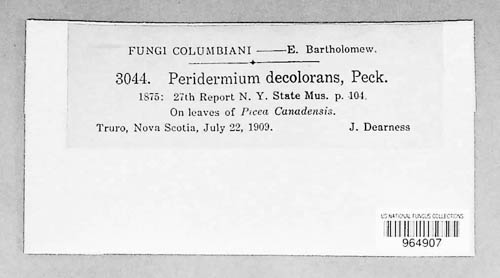 FUNGI COLUMBIANI — E. Bartholomew.
3044. Peridermium decolorans, Peck.
1875: 27th Report N. Y. State Mus. p. 104.
On leaves of Picea Canadensis.
Truro, Nova Scotia, July 22, 1909. J. Dearness
US NATIONAL FUNGUS COLLECTIONS
964907